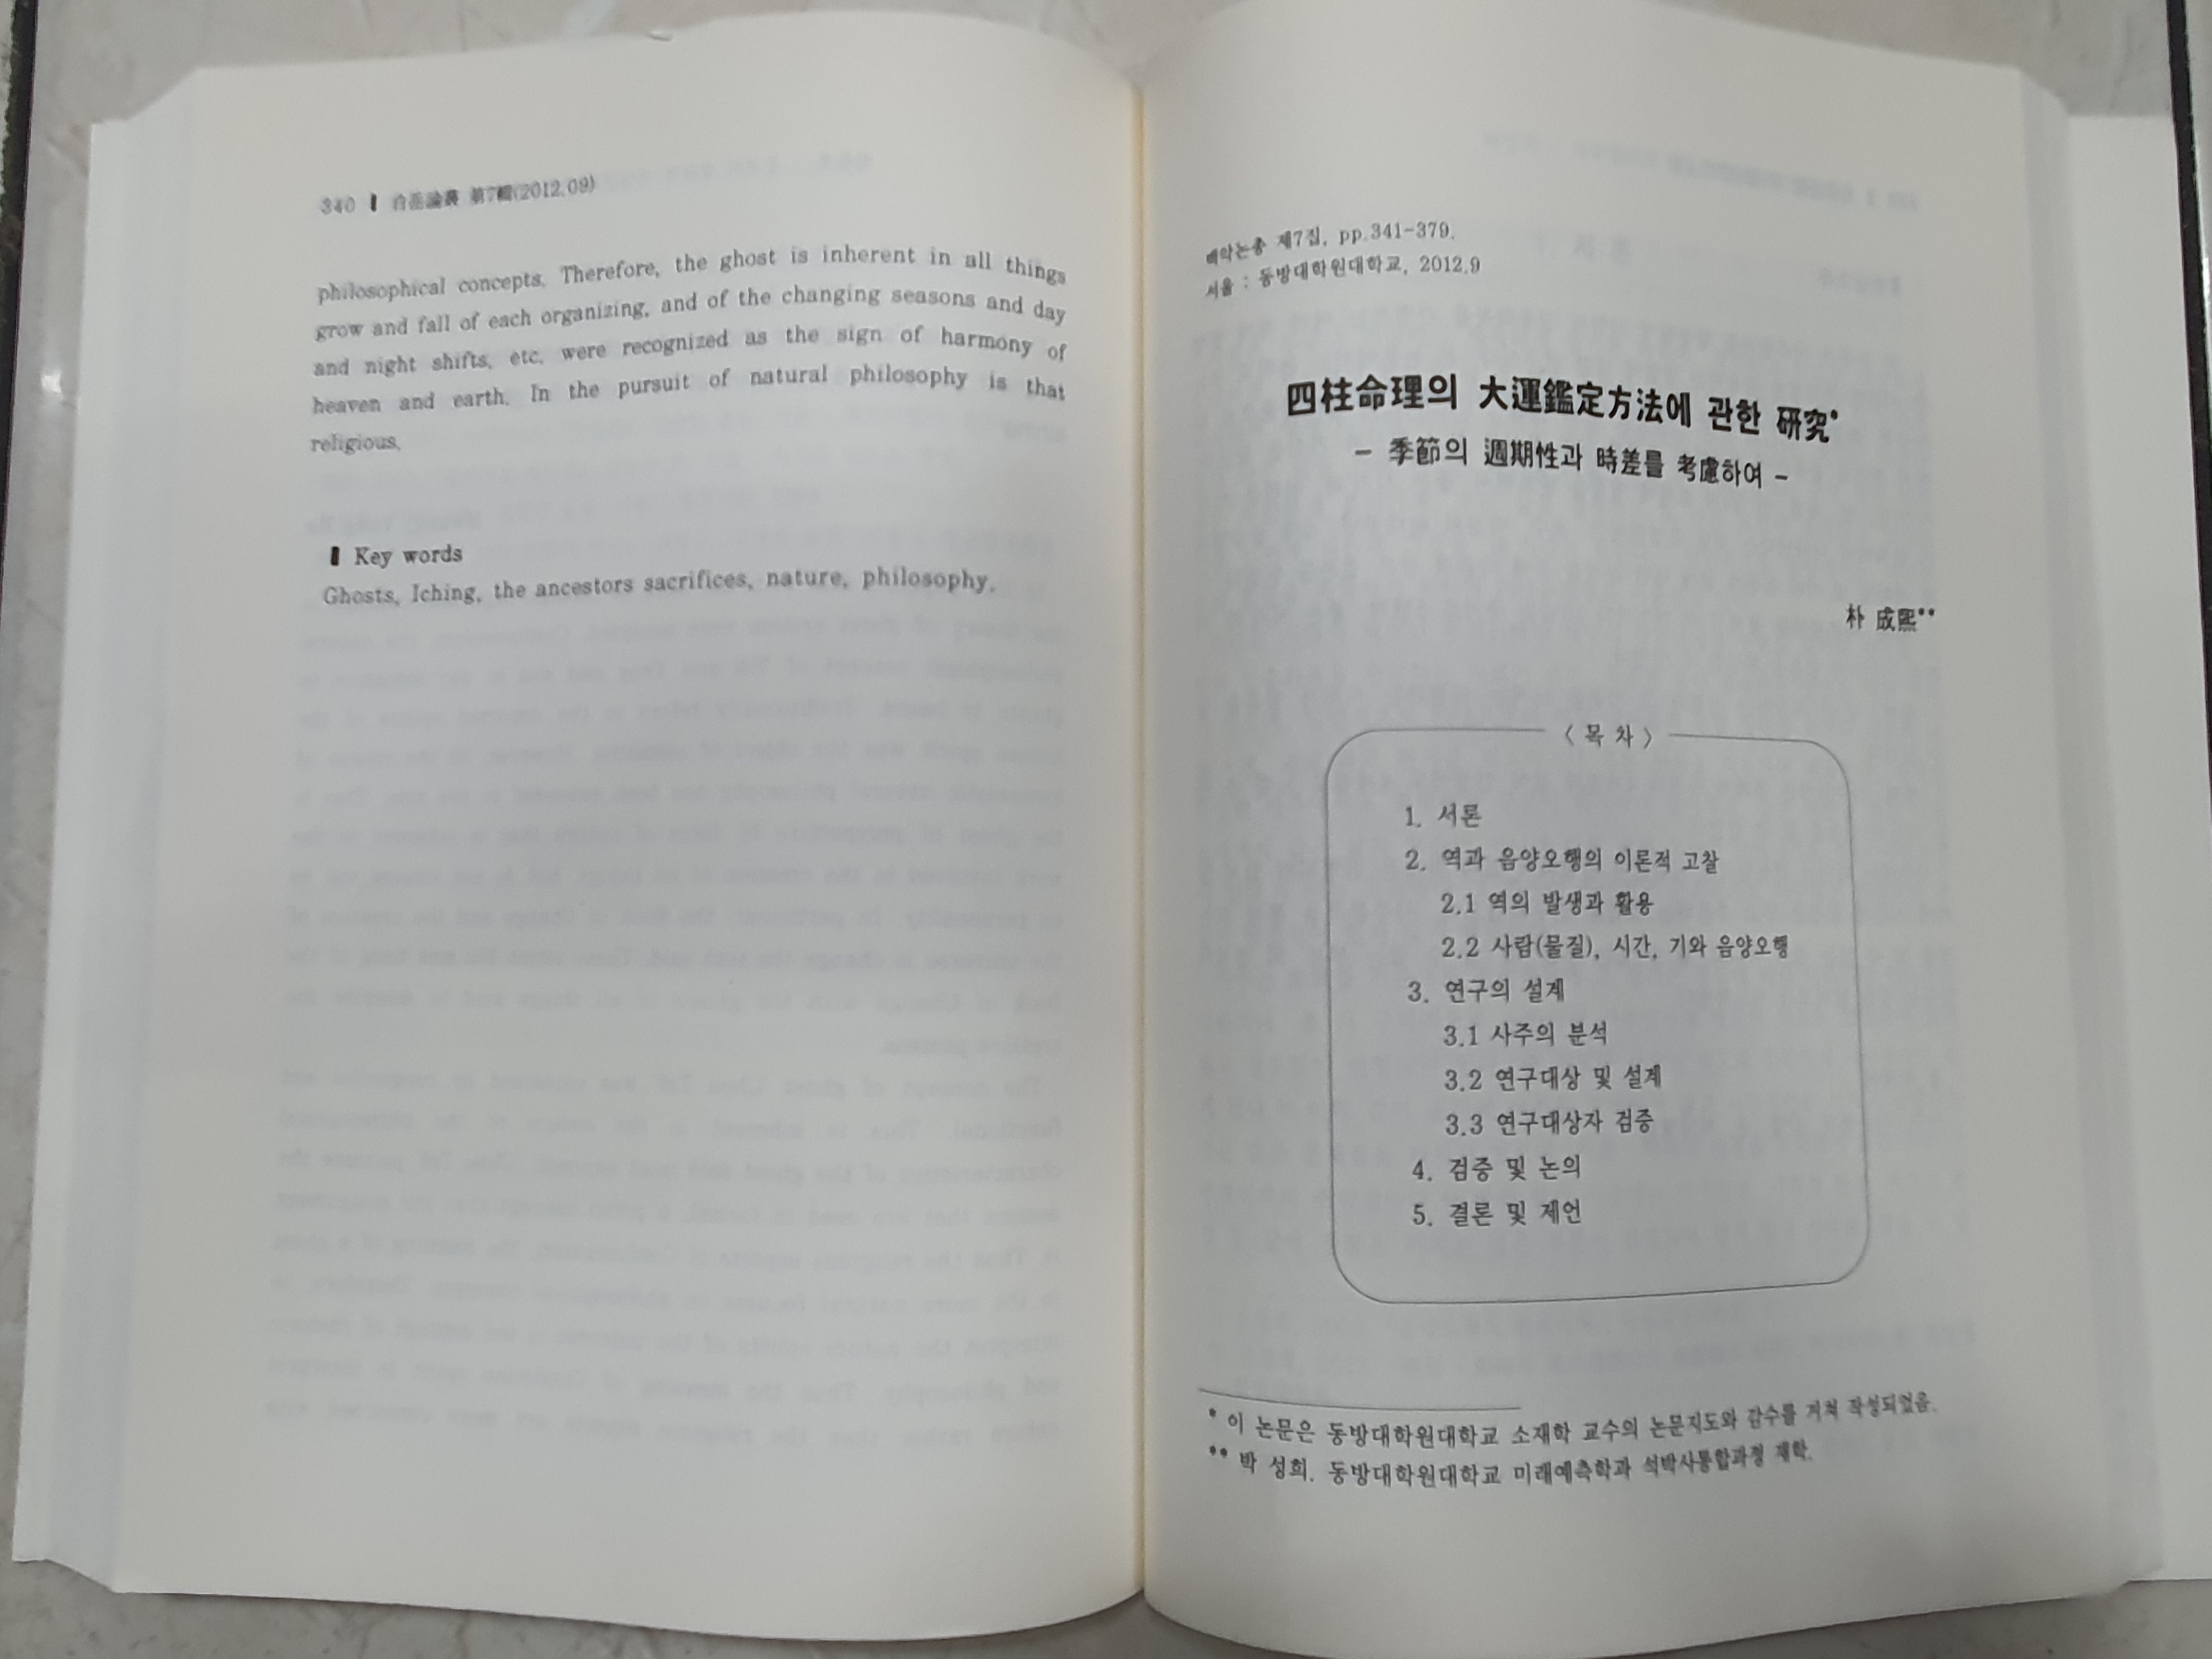 340 ▮ 白岳論叢 第7輯(2012.09)
philosophical concepts. Therefore, the ghost is inherent in all things
grow and fall of each organizing, and of the changing seasons and day
and night shifts, etc. were recognized as the sign of harmony of
heaven and earth. In the pursuit of natural philosophy is that
religious.
▮ Key words
Ghosts, Iching, the ancestors sacrifices, nature, philosophy.
백악논총 제7집, pp.341-379.
서울 : 동방대학원대학교, 2012.9
四柱命理의 大運鑑定方法에 관한 研究*
- 季節의 週期性과 時差를 考慮하여 -
朴 成熙**
< 목 차 >
1. 서론
2. 역과 음양오행의 이론적 고찰
2.1 역의 발생과 활용
2.2 사람(물질), 시간, 기와 음양오행
3. 연구의 설계
3.1 사주의 분석
3.2 연구대상 및 설계
3.3 연구대상자 검증
4. 검증 및 논의
5. 결론 및 제언
* 이 논문은 동방대학원대학교 소재학 교수의 논문지도와 감수를 거쳐 작성되었음.
** 박 성희. 동방대학원대학교 미래예측학과 석박사통합과정 재학.